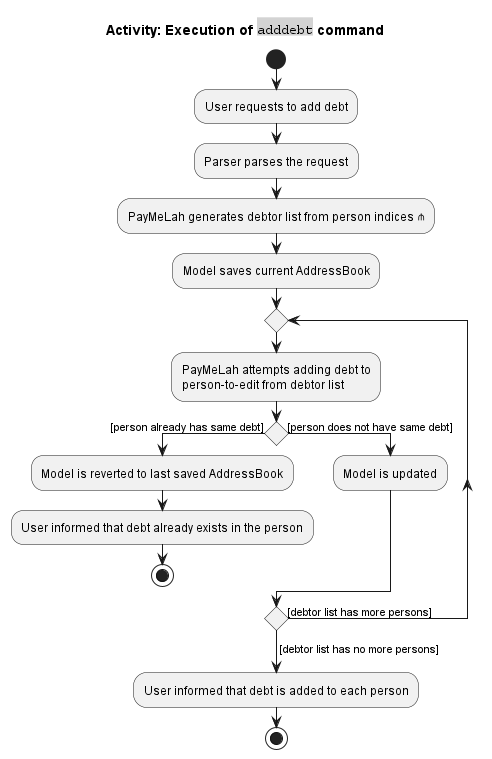 Activity: Execution of adddebt command
User requests to add debt
Parser parses the request
PayMeLah generates debtor list from person indices ⋔
Model saves current AddressBook
PayMeLah attempts adding debt to
person-to-edit from debtor list
[person already has same debt]
[person does not have same debt]
Model is reverted to last saved AddressBook
Model is updated
User informed that debt already exists in the person
[debtor list has more persons]
[debtor list has no more persons]
User informed that debt is added to each person